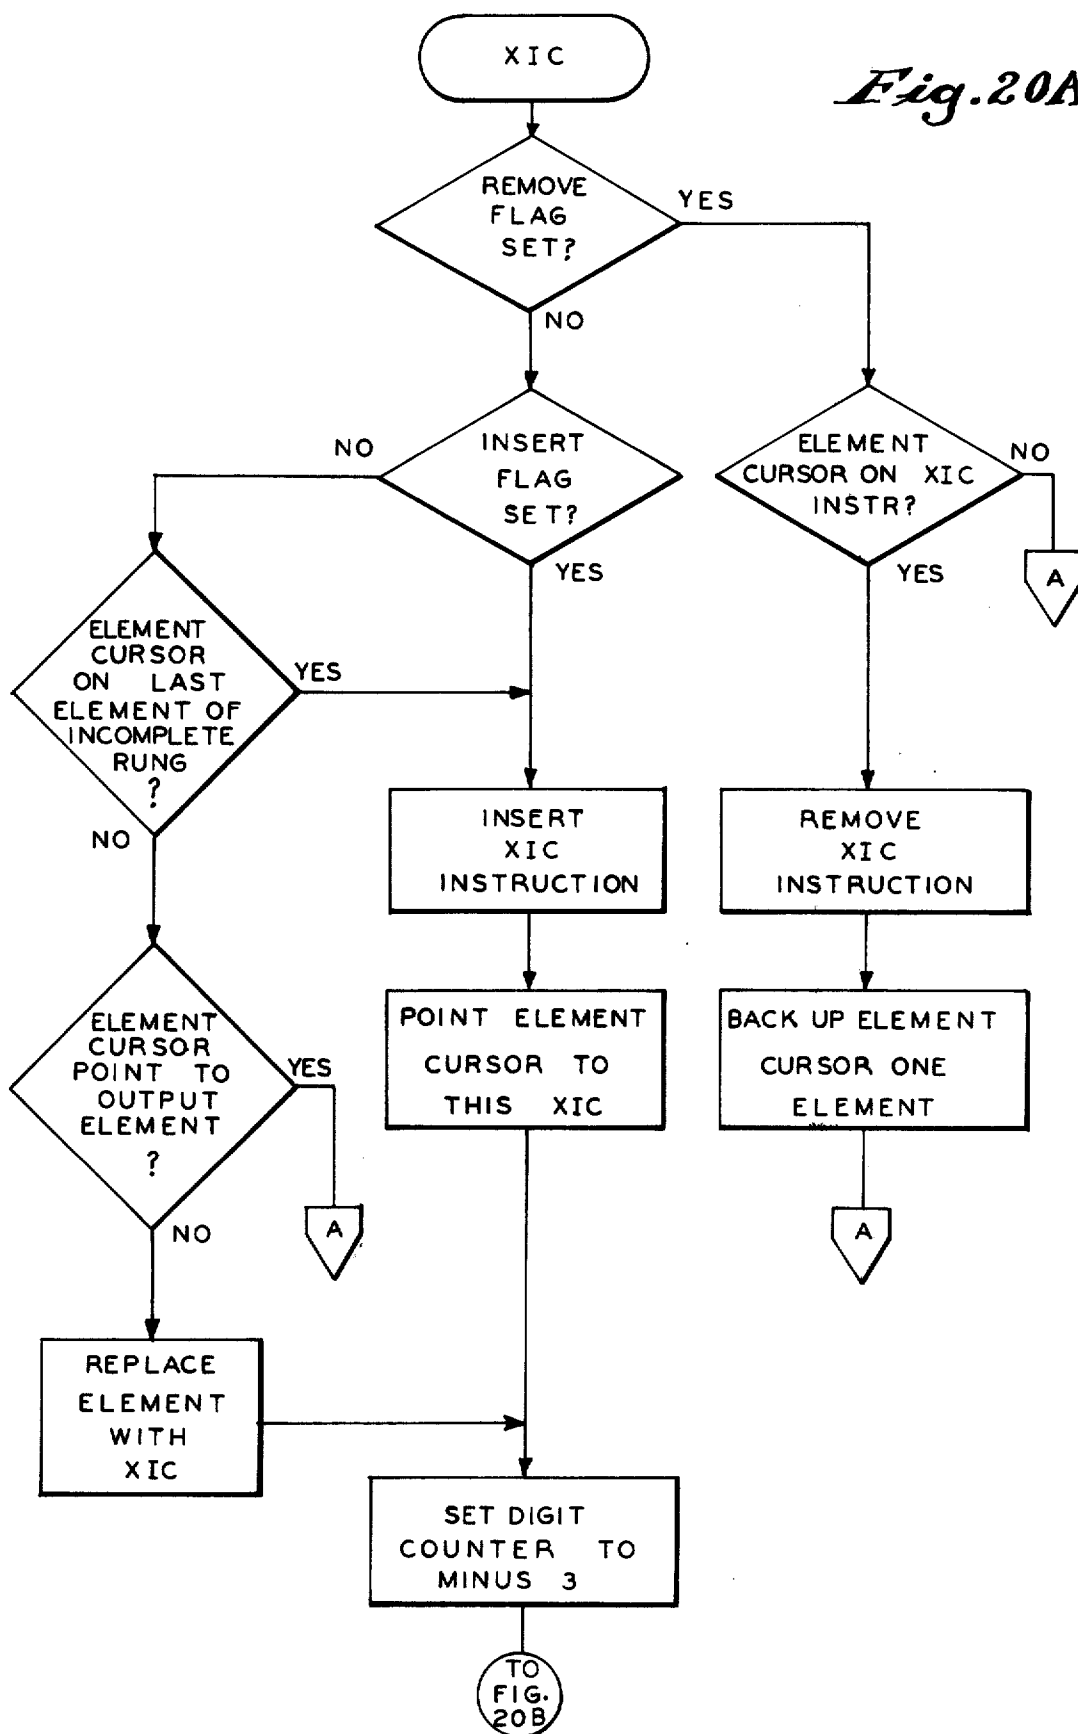 XIC
Fig. 20A
REMOVE
FLAG
SET?
YES
NO
INSERT
FLAG
SET?
NO
YES
ELEMENT
CURSOR ON XIC
INSTR?
NO
YES
A
ELEMENT
CURSOR
ON LAST
ELEMENT OF
INCOMPLETE
RUNG
?
YES
NO
INSERT
XIC
INSTRUCTION
REMOVE
XIC
INSTRUCTION
ELEMENT
CURSOR
POINT TO
OUTPUT
ELEMENT
?
YES
NO
A
POINT ELEMENT
CURSOR TO
THIS XIC
BACK UP ELEMENT
CURSOR ONE
ELEMENT
A
REPLACE
ELEMENT
WITH
XIC
SET DIGIT
COUNTER TO
MINUS 3
TO
FIG.
20B